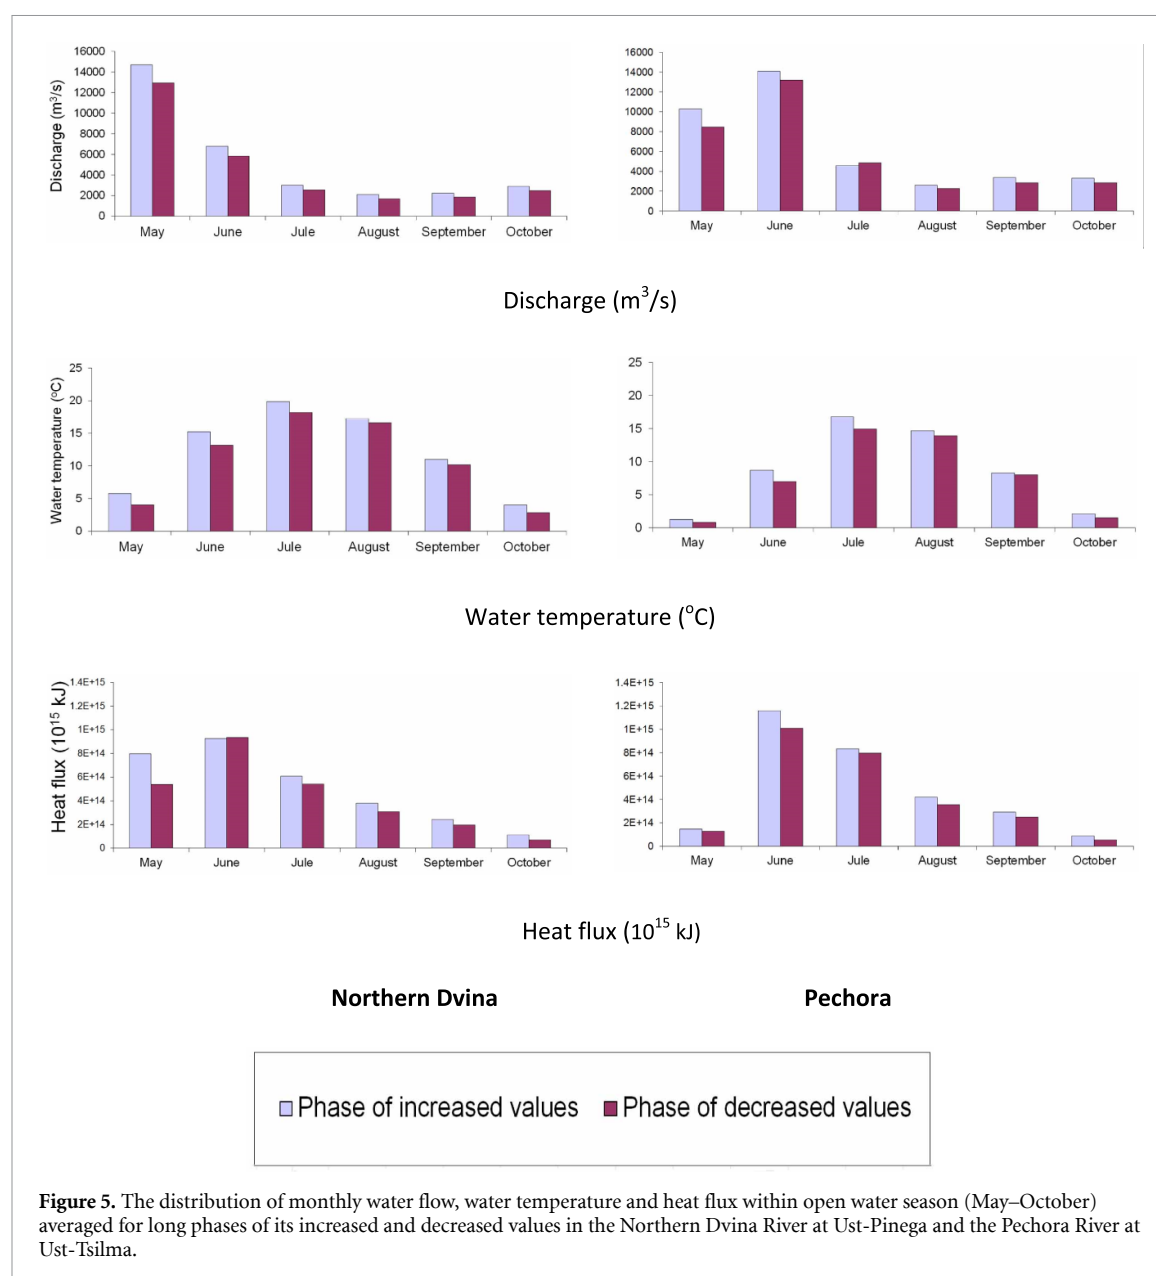 Discharge (m³/s)
16000
14000
12000
10000
8000
6000
4000
2000
0
May June Jule August September October
16000
14000
12000
10000
8000
6000
4000
2000
0
May June Jule August September October
Discharge (m³/s)
Water temperature (°C)
25
20
15
10
5
0
May June Jule August September October
25
20
15
10
5
0
May June Jule August September October
Water temperature (°C)
Heat flux (10¹⁵ kJ)
1.4E+15
1.2E+15
1E+15
8E+14
6E+14
4E+14
2E+14
0
May June Jule August September October
1.4E+15
1.2E+15
1E+15
8E+14
6E+14
4E+14
2E+14
0
May June Jule August September October
Heat flux (10¹⁵ kJ)
Northern Dvina Pechora
Phase of increased values Phase of decreased values
Figure 5. The distribution of monthly water flow, water temperature and heat flux within open water season (May–October)
averaged for long phases of its increased and decreased values in the Northern Dvina River at Ust-Pinega and the Pechora River at
Ust-Tsilma.